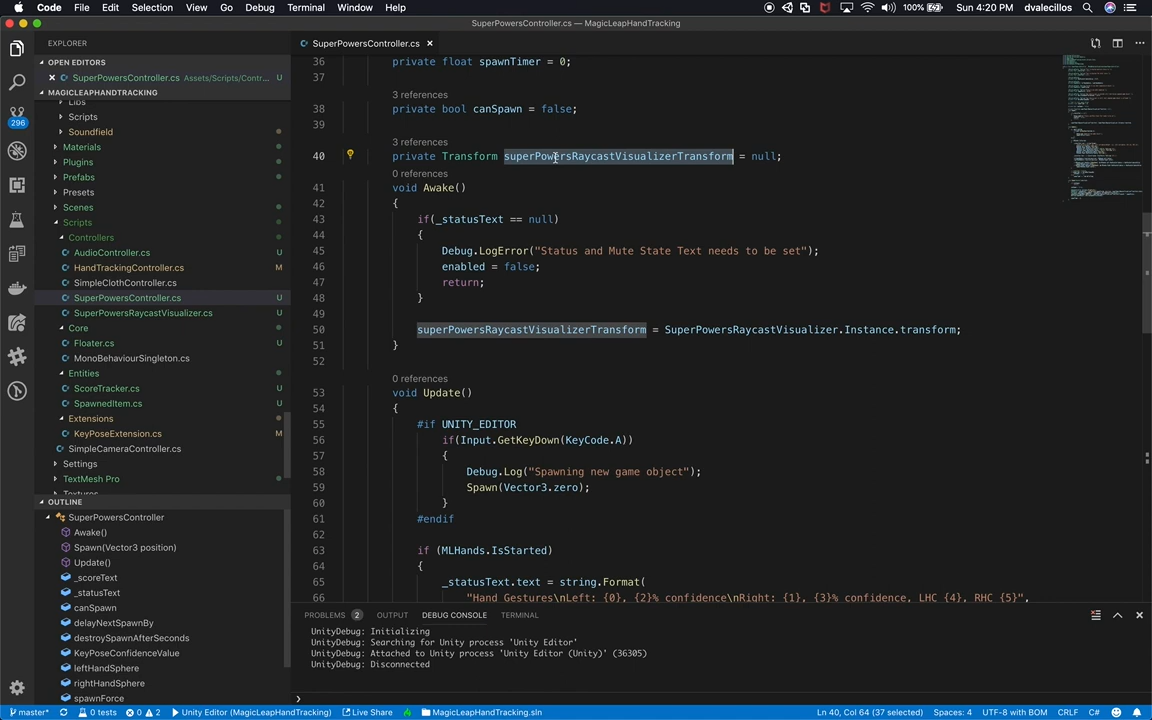 Code File Edit Selection View Go Debug Terminal Window Help 100% Sun 4:20 PM dvalecillos
SuperPowersController.cs — MagicLeapHandTracking
EXPLORER
OPEN EDITORS
SuperPowersController.cs Assets/Scripts/Contr... U
MAGICLEAPHANDTRACKING
Libs
Scripts
Soundfield
Materials
Plugins
Prefabs
Presets
Scenes
Scripts
Controllers
AudioController.cs U
HandTrackingController.cs M
SimpleClothController.cs
SuperPowersController.cs U
SuperPowersRaycastVisualizer.cs U
Core
Floater.cs U
MonoBehaviourSingleton.cs
Entities
ScoreTracker.cs U
SpawnedItem.cs U
Extensions
KeyPoseExtension.cs M
SimpleCameraController.cs
Settings
TextMesh Pro
Textures
296
OUTLINE
SuperPowersController
Awake()
Spawn(Vector3 position)
Update()
_scoreText
_statusText
canSpawn
delayNextSpawnBy
destroySpawnAfterSeconds
KeyPoseConfidenceValue
leftHandSphere
rightHandSphere
spawnForce
SuperPowersController.cs
36 private float spawnTimer = 0;
37
3 references
38 private bool canSpawn = false;
39
3 references
40 private Transform superPowersRaycastVisualizerTransform = null;
0 references
41 void Awake()
42 {
43 if(_statusText == null)
44 {
45 Debug.LogError("Status and Mute State Text needs to be set");
46 enabled = false;
47 return;
48 }
49
50 superPowersRaycastVisualizerTransform = SuperPowersRaycastVisualizer.Instance.transform;
51 }
52
0 references
53 void Update()
54 {
55 #if UNITY_EDITOR
56 if(Input.GetKeyDown(KeyCode.A))
57 {
58 Debug.Log("Spawning new game object");
59 Spawn(Vector3.zero);
60 }
61 #endif
62
63 if (MLHands.IsStarted)
64 {
65 _statusText.text = string.Format(
66 "Hand Gestures\nLeft: {0}, {2}% confidence\nRight: {1}, {3}% confidence, LHC {4}, RHC {5}",
PROBLEMS 2 OUTPUT DEBUG CONSOLE TERMINAL
UnityDebug: Initializing
UnityDebug: Searching for Unity process 'Unity Editor'
UnityDebug: Attached to Unity process 'Unity Editor (Unity)' (36305)
UnityDebug: Disconnected
master* 0 tests 0 2 Unity Editor (MagicLeapHandTracking) Live Share MagicLeapHandTracking.sln Ln 40, Col 64 (37 selected) Spaces: 4 UTF-8 with BOM CRLF C#